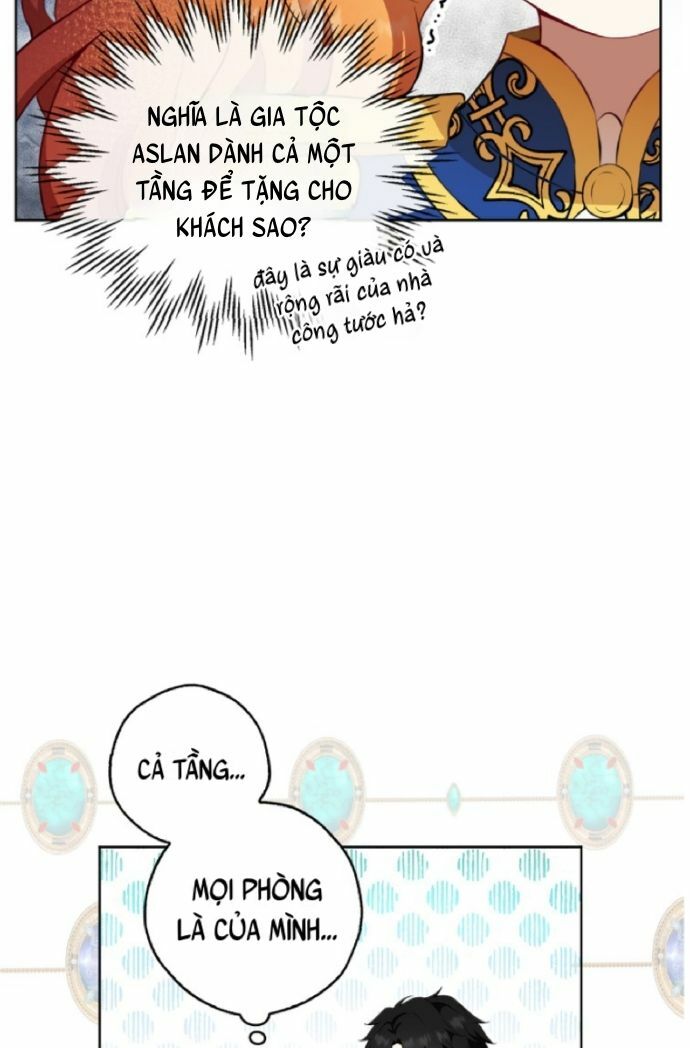 NGHĨA LÀ GIA TỘC
ASLAN DÀNH CẢ MỘT
TẦNG ĐỂ TẶNG CHO
KHÁCH SAO?
đây là sự giàu có và
rộng rãi của nhà
công tước hả?
CẢ TẦNG...
MỌI PHÒNG
LÀ CỦA MÌNH...